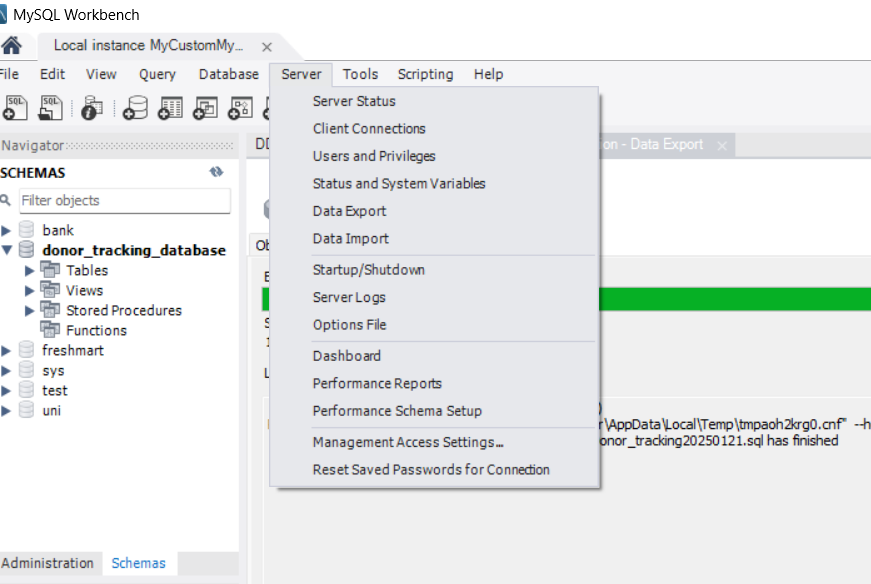 MySQL Workbench
Local instance MyCustomMy...
File Edit View Query Database Server Tools Scripting Help
SQL SQL
Navigator
SCHEMAS
Filter objects
bank
donor_tracking_database
Tables
Views
Stored Procedures
Functions
freshmart
sys
test
uni
Administration Schemas
Server Status
Client Connections
Users and Privileges
Status and System Variables
Data Export
Data Import
Startup/Shutdown
Server Logs
Options File
Dashboard
Performance Reports
Performance Schema Setup
Management Access Settings...
Reset Saved Passwords for Connection
on - Data Export
r\AppData\Local\Temp\tmpaoh2krg0.cnf" --h
onor_tracking20250121.sql has finished